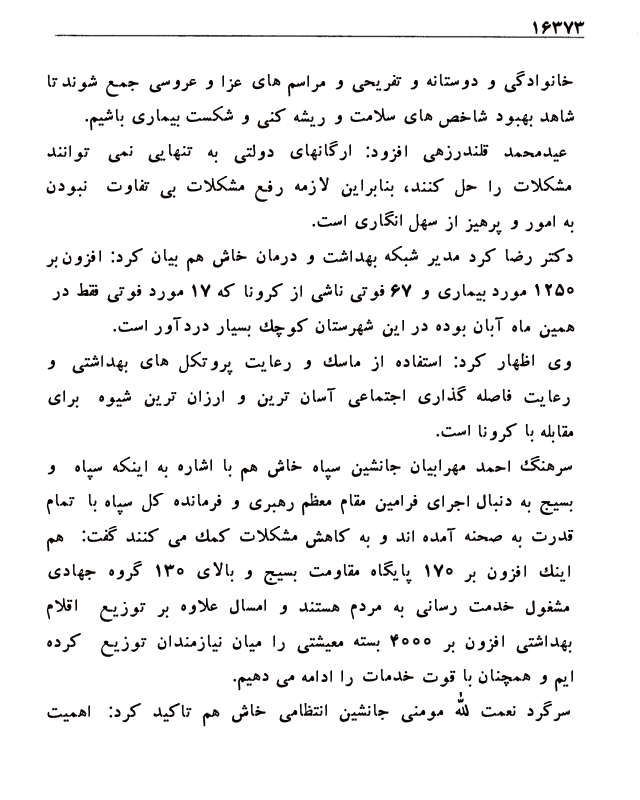 ۱۶۳۷۳
خانوادگی و دوستانه و تفریحی و مراسم های عزا و عروسی جمع شوند تا
شاهد بهبود شاخص های سلامت و ریشه کنی و شکست بیماری باشیم.
عیدمحمد قلندرزهی افزود: ارگانهای دولتی به تنهایی نمی توانند
مشکلات را حل کنند، بنابراین لازمه رفع مشکلات بی تفاوت نبودن
به امور و پرهیز از سهل انگاری است.
دکتر رضا کرد مدیر شبکه بهداشت و درمان خاش هم بیان کرد: افزون بر
۱۲۵۰ مورد بیماری و ۶۷ فوتی ناشی از کرونا که ۱۷ مورد فوتی فقط در
همین ماه آبان بوده در این شهرستان کوچک بسیار دردآور است.
وی اظهار کرد: استفاده از ماسک و رعایت پروتکل های بهداشتی و
رعایت فاصله گذاری اجتماعی آسان ترین و ارزان ترین شیوه برای
مقابله با کرونا است.
سرهنگ احمد مهرابیان جانشین سپاه خاش هم با اشاره به اینکه سپاه و
بسیج به دنبال اجرای فرامین مقام معظم رهبری و فرمانده کل سپاه با تمام
قدرت به صحنه آمده اند و به کاهش مشکلات کمک می کنند گفت: هم
اینک افزون بر ۱۷۰ پایگاه مقاومت بسیج و بالای ۱۳۰ گروه جهادی
مشغول خدمت رسانی به مردم هستند و امسال علاوه بر توزیع اقلام
بهداشتی افزون بر ۴۰۰۰ بسته معیشتی را میان نیازمندان توزیع کرده
ایم و همچنان با قوت خدمات را ادامه می دهیم.
سرگرد نعمت لله مومنی جانشین انتظامی خاش هم تاکید کرد: اهمیت